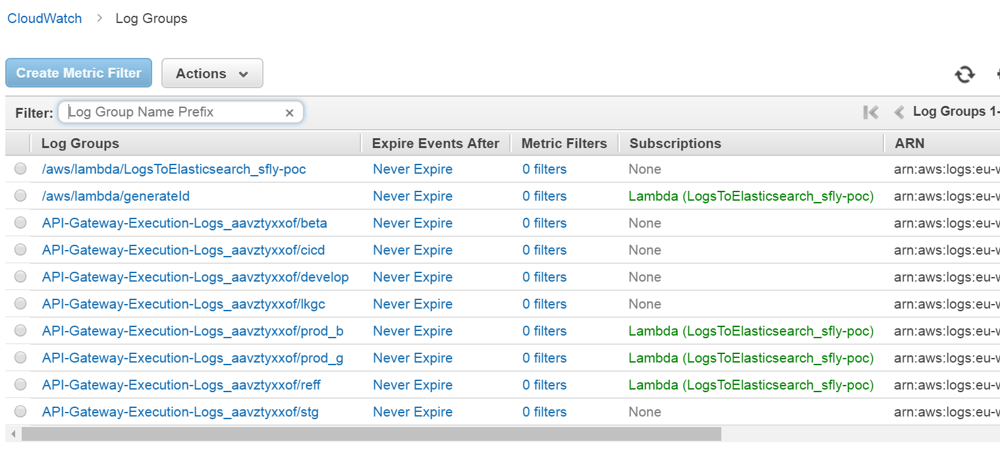 CloudWatch > Log Groups
Create Metric Filter Actions
Filter: Log Group Name Prefix × Log Groups 1-
Log Groups Expire Events After Metric Filters Subscriptions ARN
/aws/lambda/LogsToElasticsearch_sfly-poc Never Expire 0 filters None arn:aws:logs:eu-w
/aws/lambda/generateId Never Expire 0 filters Lambda (LogsToElasticsearch_sfly-poc) arn:aws:logs:eu-w
API-Gateway-Execution-Logs_aavztyxxof/beta Never Expire 0 filters None arn:aws:logs:eu-w
API-Gateway-Execution-Logs_aavztyxxof/cicd Never Expire 0 filters None arn:aws:logs:eu-w
API-Gateway-Execution-Logs_aavztyxxof/develop Never Expire 0 filters None arn:aws:logs:eu-w
API-Gateway-Execution-Logs_aavztyxxof/lkgc Never Expire 0 filters None arn:aws:logs:eu-w
API-Gateway-Execution-Logs_aavztyxxof/prod_b Never Expire 0 filters Lambda (LogsToElasticsearch_sfly-poc) arn:aws:logs:eu-w
API-Gateway-Execution-Logs_aavztyxxof/prod_g Never Expire 0 filters Lambda (LogsToElasticsearch_sfly-poc) arn:aws:logs:eu-w
API-Gateway-Execution-Logs_aavztyxxof/reff Never Expire 0 filters Lambda (LogsToElasticsearch_sfly-poc) arn:aws:logs:eu-w
API-Gateway-Execution-Logs_aavztyxxof/stg Never Expire 0 filters None arn:aws:logs:eu-w